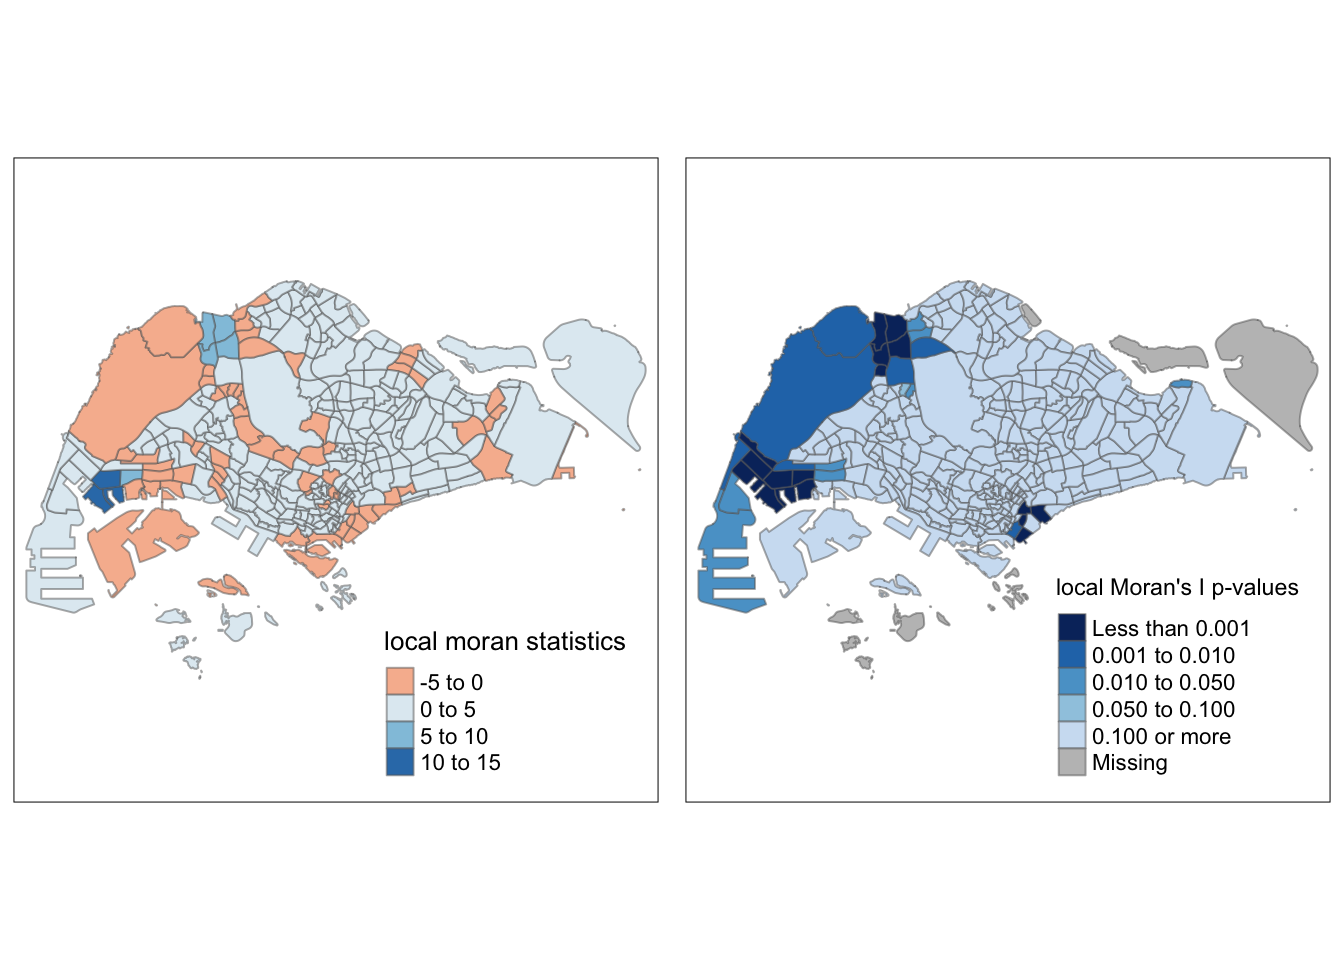 local moran statistics
-5 to 0
0 to 5
5 to 10
10 to 15
local Moran's I p-values
Less than 0.001
0.001 to 0.010
0.010 to 0.050
0.050 to 0.100
0.100 or more
Missing